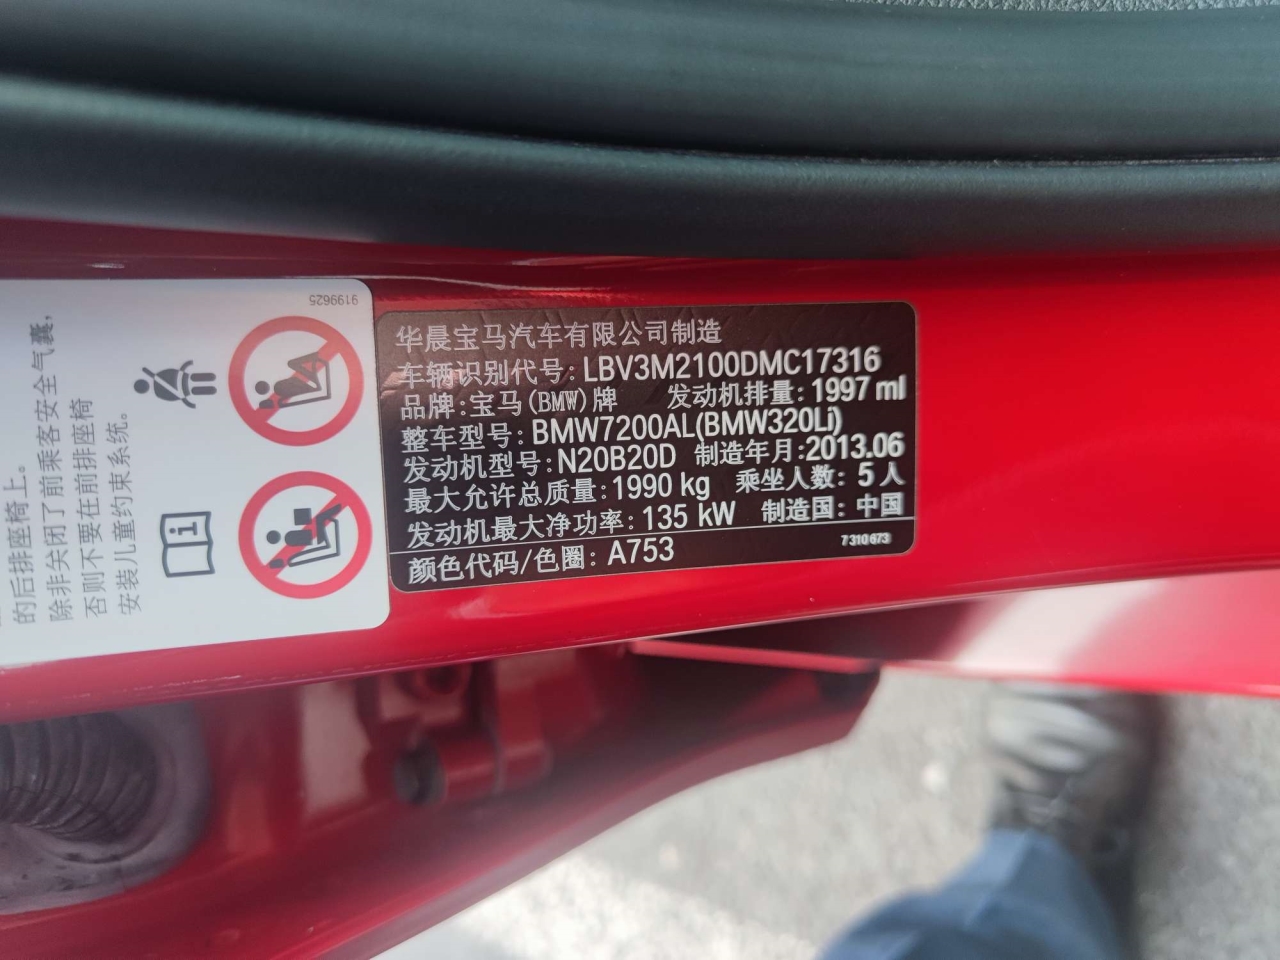 华晨宝马汽车有限公司制造
车辆识别代号: LBV3M2100DMC17316
品牌:宝马(BMW)牌 发动机排量: 1997 ml
整车型号: BMW7200AL(BMW320Li)
发动机型号: N20B20D 制造年月:2013.06
最大允许总质量: 1990 kg 乘坐人数: 5 人
发动机最大净功率: 135 kW 制造国: 中国
颜色代码/色圈: A753
7 310 673
9199625
的后排座椅上。
除非关闭了前乘客安全气囊,
否则不要在前排座椅
安装儿童约束系统。